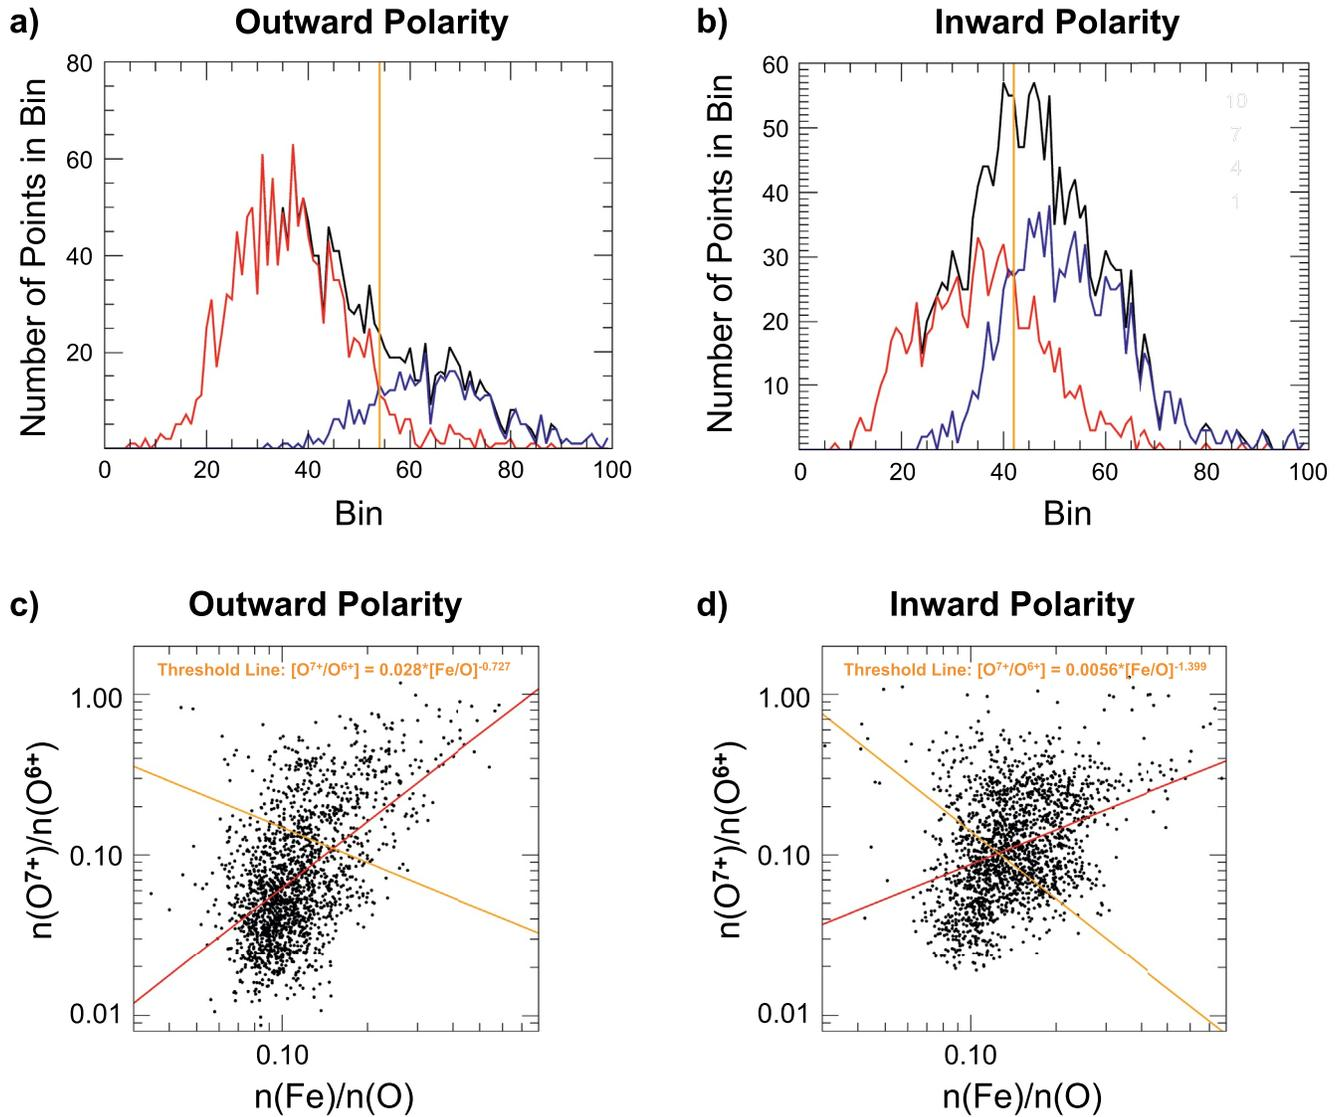 a)
Outward Polarity
Number of Points in Bin
80
60
40
20
0
20
40
60
80
100
Bin
b)
Inward Polarity
Number of Points in Bin
60
50
40
30
20
10
10
7
4
1
0
20
40
60
80
100
Bin
c)
Outward Polarity
Threshold Line: [O⁷⁺/O⁶⁺] = 0.028*[Fe/O]⁻⁰·⁷²⁷
n(O⁷⁺)/n(O⁶⁺)
1.00
0.10
0.01
0.10
n(Fe)/n(O)
d)
Inward Polarity
Threshold Line: [O⁷⁺/O⁶⁺] = 0.0056*[Fe/O]⁻¹·³⁹⁹
n(O⁷⁺)/n(O⁶⁺)
1.00
0.10
0.01
0.10
n(Fe)/n(O)